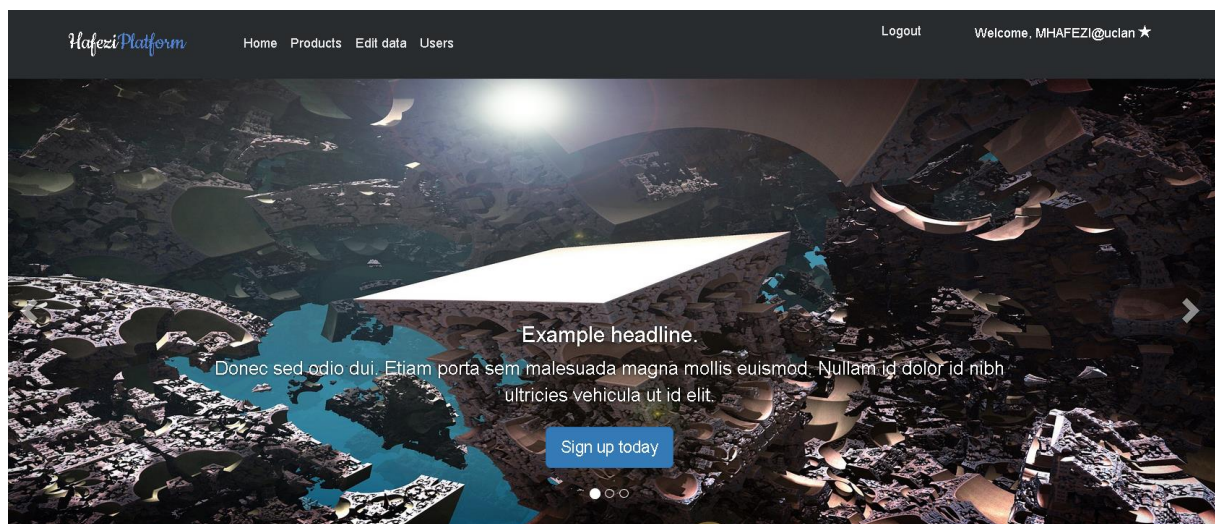 HafeziPlatform
Home Products Edit data Users
Logout
Welcome, MHAFEZI@uclan
Example headline.
Donec sed odio dui. Etiam porta sem malesuada magna mollis euismod. Nullam id dolor id nibh
ultricies vehicula ut id elit.
Sign up today